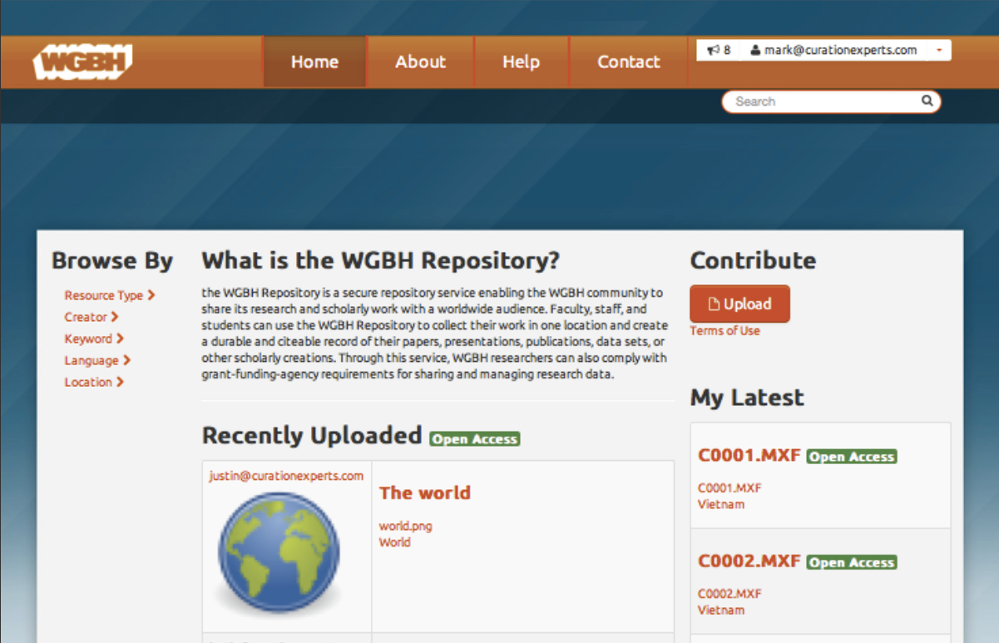 WGBH
Home
About
Help
Contact
8
mark@curationexperts.com
Search
Browse By
Resource Type
Creator
Keyword
Language
Location
What is the WGBH Repository?
the WGBH Repository is a secure repository service enabling the WGBH community to
share its research and scholarly work with a worldwide audience. Faculty, staff, and
students can use the WGBH Repository to collect their work in one location and create
a durable and citeable record of their papers, presentations, publications, data sets, or
other scholarly creations. Through this service, WGBH researchers can also comply with
grant-funding-agency requirements for sharing and managing research data.
Recently Uploaded Open Access
justin@curationexperts.com
The world
world.png
World
Contribute
Upload
Terms of Use
My Latest
C0001.MXF Open Access
C0001.MXF
Vietnam
C0002.MXF Open Access
C0002.MXF
Vietnam